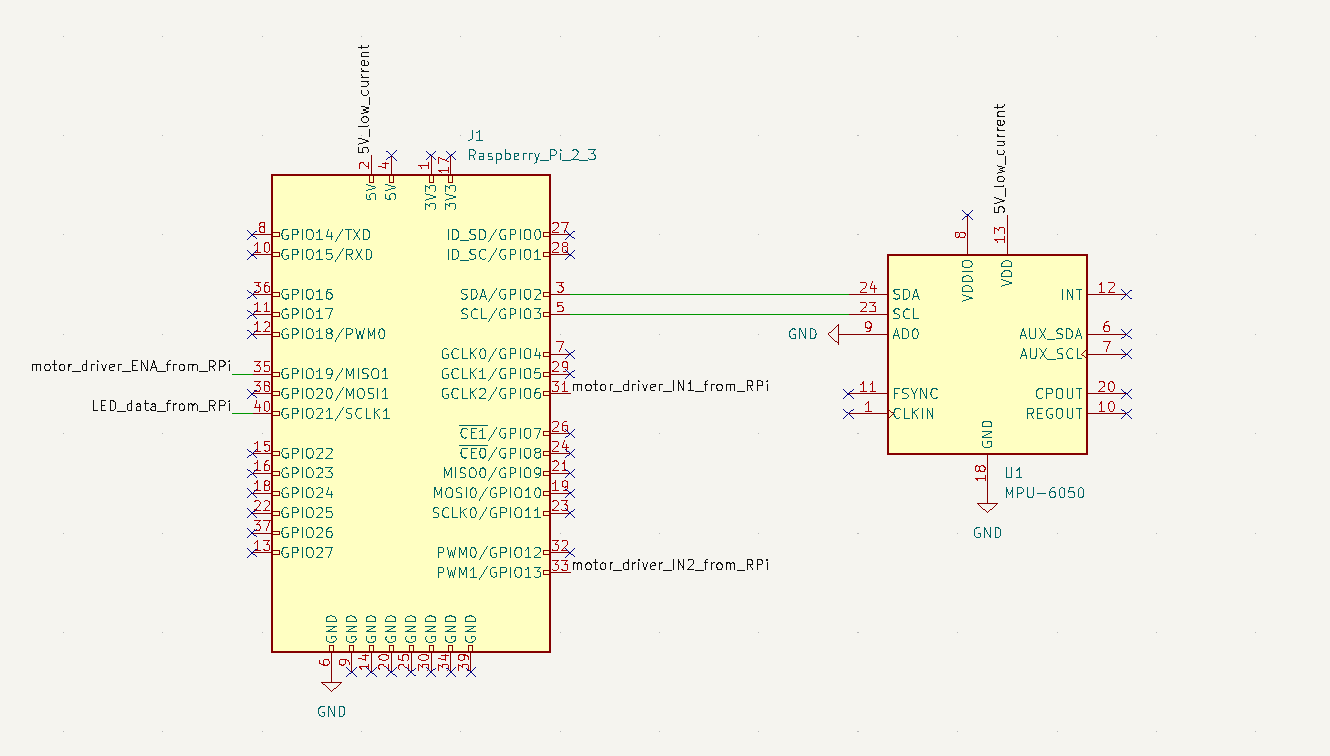 5V_low_current
J1
Raspberry_Pi_2_3
2
4
1
17
5V
5V
3V3
3V3
8 GPIO14/TXD
10 GPIO15/RXD
36 GPIO16
11 GPIO17
12 GPIO18/PWM0
motor_driver_ENA_from_RPi 35 GPIO19/MISO1
38 GPIO20/MOSI1
LED_data_from_RPi 40 GPIO21/SCLK1
15 GPIO22
16 GPIO23
18 GPIO24
22 GPIO25
37 GPIO26
13 GPIO27
ID_SD/GPIO0 27
ID_SC/GPIO1 28
SDA/GPIO2 3
SCL/GPIO3 5
GCLK0/GPIO4 7
GCLK1/GPIO5 29
GCLK2/GPIO6 31 motor_driver_IN1_from_RPi
CE1/GPIO7 26
CE0/GPIO8 24
MISO0/GPIO9 21
MOSI0/GPIO10 19
SCLK0/GPIO11 23
PWM0/GPIO12 32
PWM1/GPIO13 33 motor_driver_IN2_from_RPi
GND
GND
GND
GND
GND
GND
GND
GND
6
9
14
20
25
30
34
39
GND
5V_low_current
8
13
VDDIO
VDD
24 SDA
23 SCL
GND 9 AD0
11 FSYNC
1 CLKIN
INT 12
AUX_SDA 6
AUX_SCL 7
CPOUT 20
REGOUT 10
GND
18
U1
MPU-6050
GND